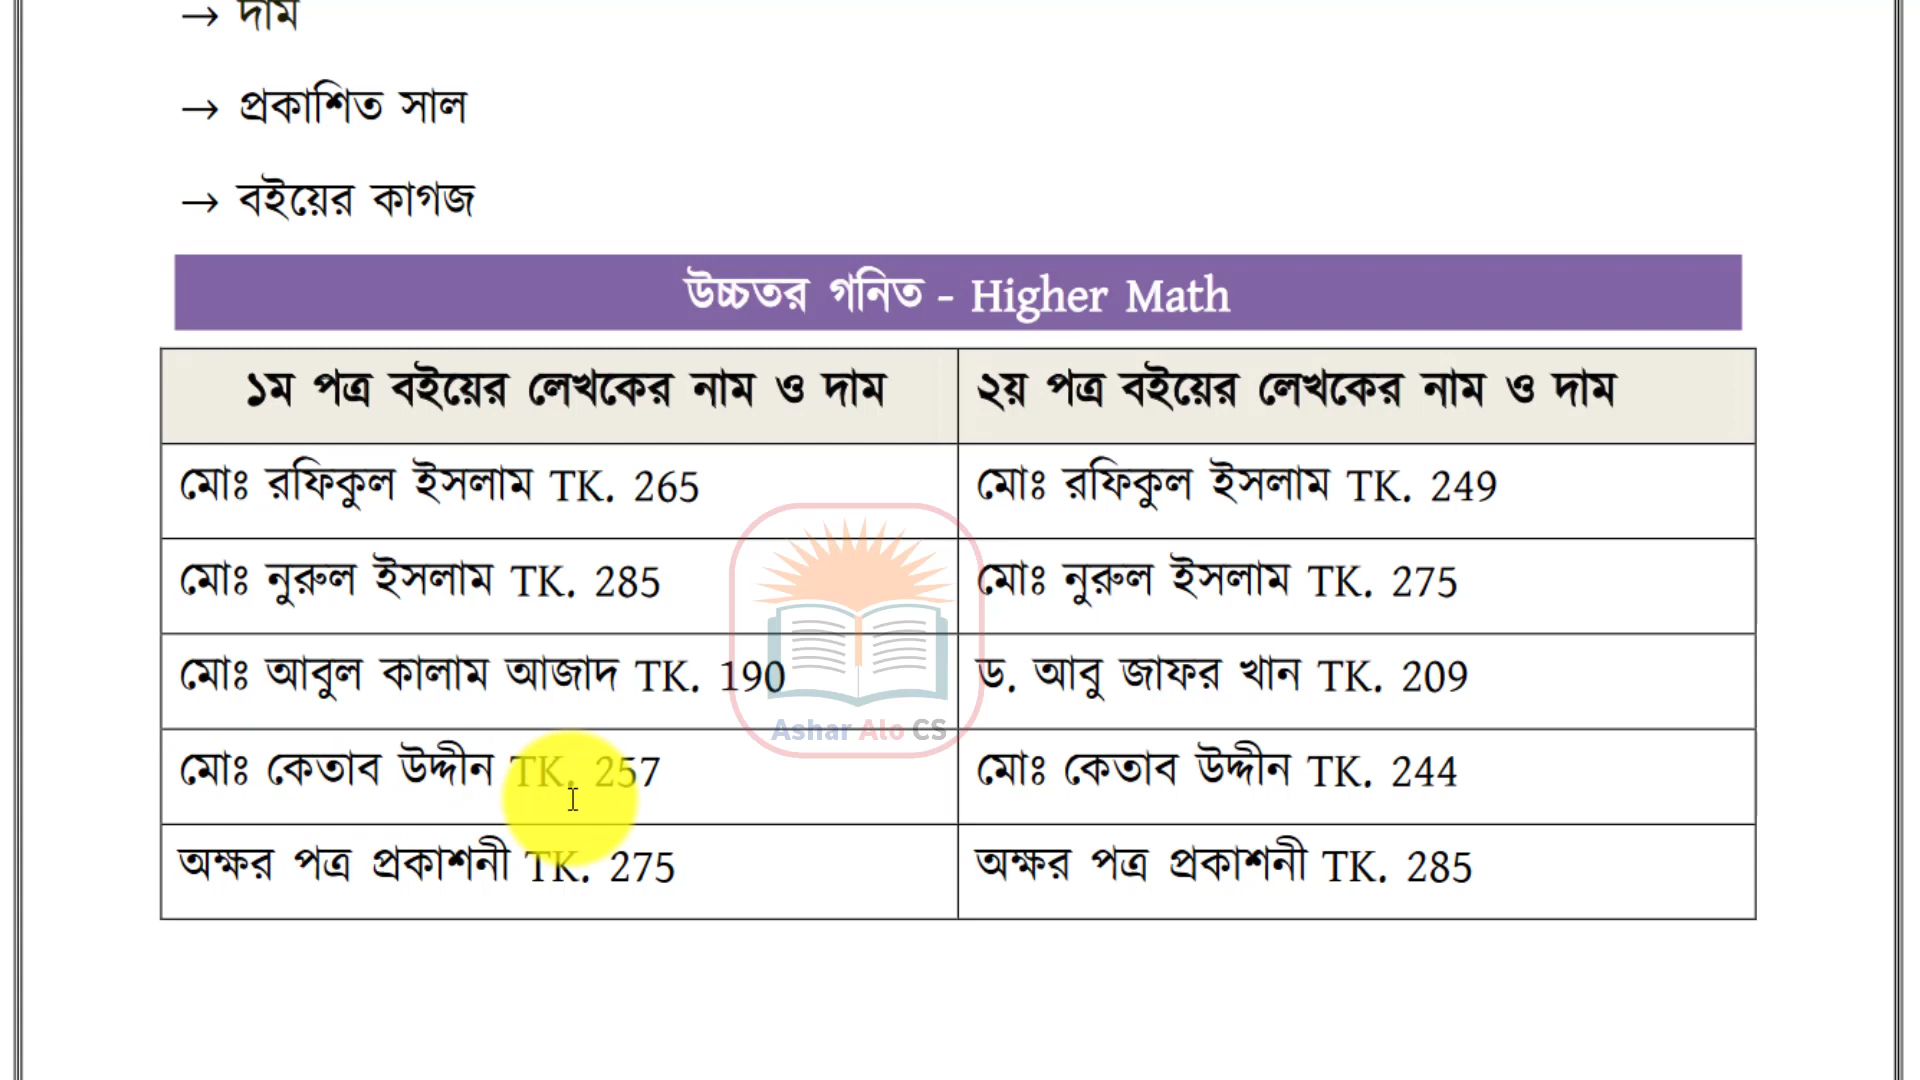 → দাম
→ প্রকাশিত সাল
→ বইয়ের কাগজ
উচ্চতর গনিত - Higher Math
১ম পত্র বইয়ের লেখকের নাম ও দাম
২য় পত্র বইয়ের লেখকের নাম ও দাম
মোঃ রফিকুল ইসলাম TK. 265
মোঃ রফিকুল ইসলাম TK. 249
মোঃ নুরুল ইসলাম TK. 285
মোঃ নুরুল ইসলাম TK. 275
মোঃ আবুল কালাম আজাদ TK. 190
ড. আবু জাফর খান TK. 209
Ashar Alo CS
মোঃ কেতাব উদ্দীন TK. 257
মোঃ কেতাব উদ্দীন TK. 244
অক্ষর পত্র প্রকাশনী TK. 275
অক্ষর পত্র প্রকাশনী TK. 285